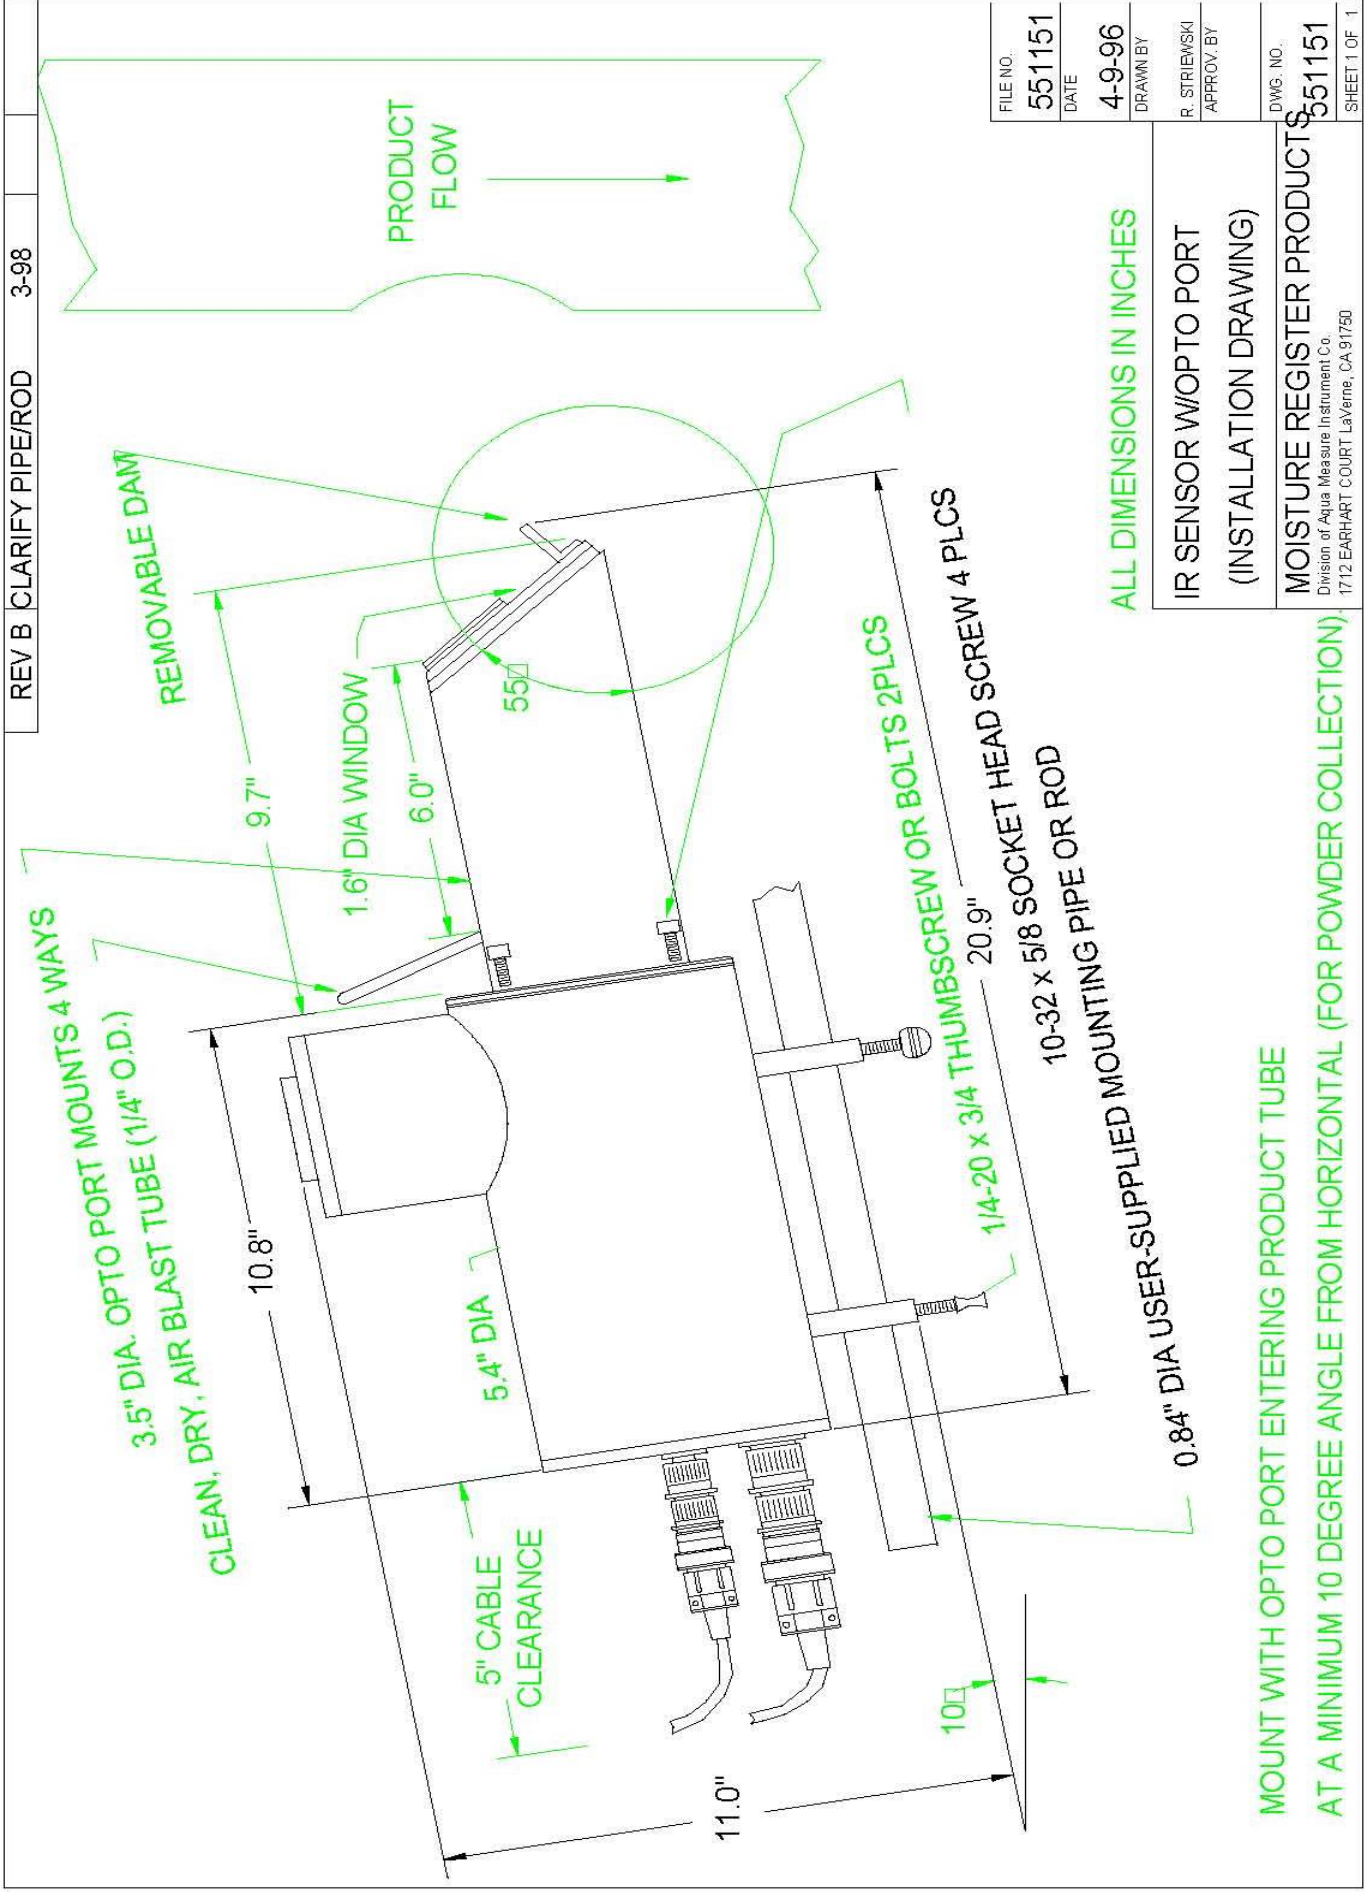 REV B CLARIFY PIPE/ROD 3-98
3.5" DIA. OPTO PORT MOUNTS 4 WAYS
CLEAN, DRY, AIR BLAST TUBE (1/4" O.D.)
REMOVABLE DAM
PRODUCT
FLOW
9.7"
10.8"
1.6" DIA WINDOW
6.0"
55□
5.4" DIA
5" CABLE
CLEARANCE
11.0"
10□
20.9"
1/4-20 x 3/4 THUMBSCREW OR BOLTS 2PLCS
10-32 x 5/8 SOCKET HEAD SCREW 4 PLCS
0.84" DIA USER-SUPPLIED MOUNTING PIPE OR ROD
ALL DIMENSIONS IN INCHES
MOUNT WITH OPTO PORT ENTERING PRODUCT TUBE
AT A MINIMUM 10 DEGREE ANGLE FROM HORIZONTAL (FOR POWDER COLLECTION).
IR SENSOR W/OPTO PORT
(INSTALLATION DRAWING)
MOISTURE REGISTER PRODUCTS
Division of Aqua Measure Instrument Co.
1712 EARHART COURT LaVerne, CA 91750
FILE NO.
551151
DATE
4-9-96
DRAWN BY
R. STRIEWSKI
APPROV. BY
DWG. NO.
551151
SHEET 1 OF 1